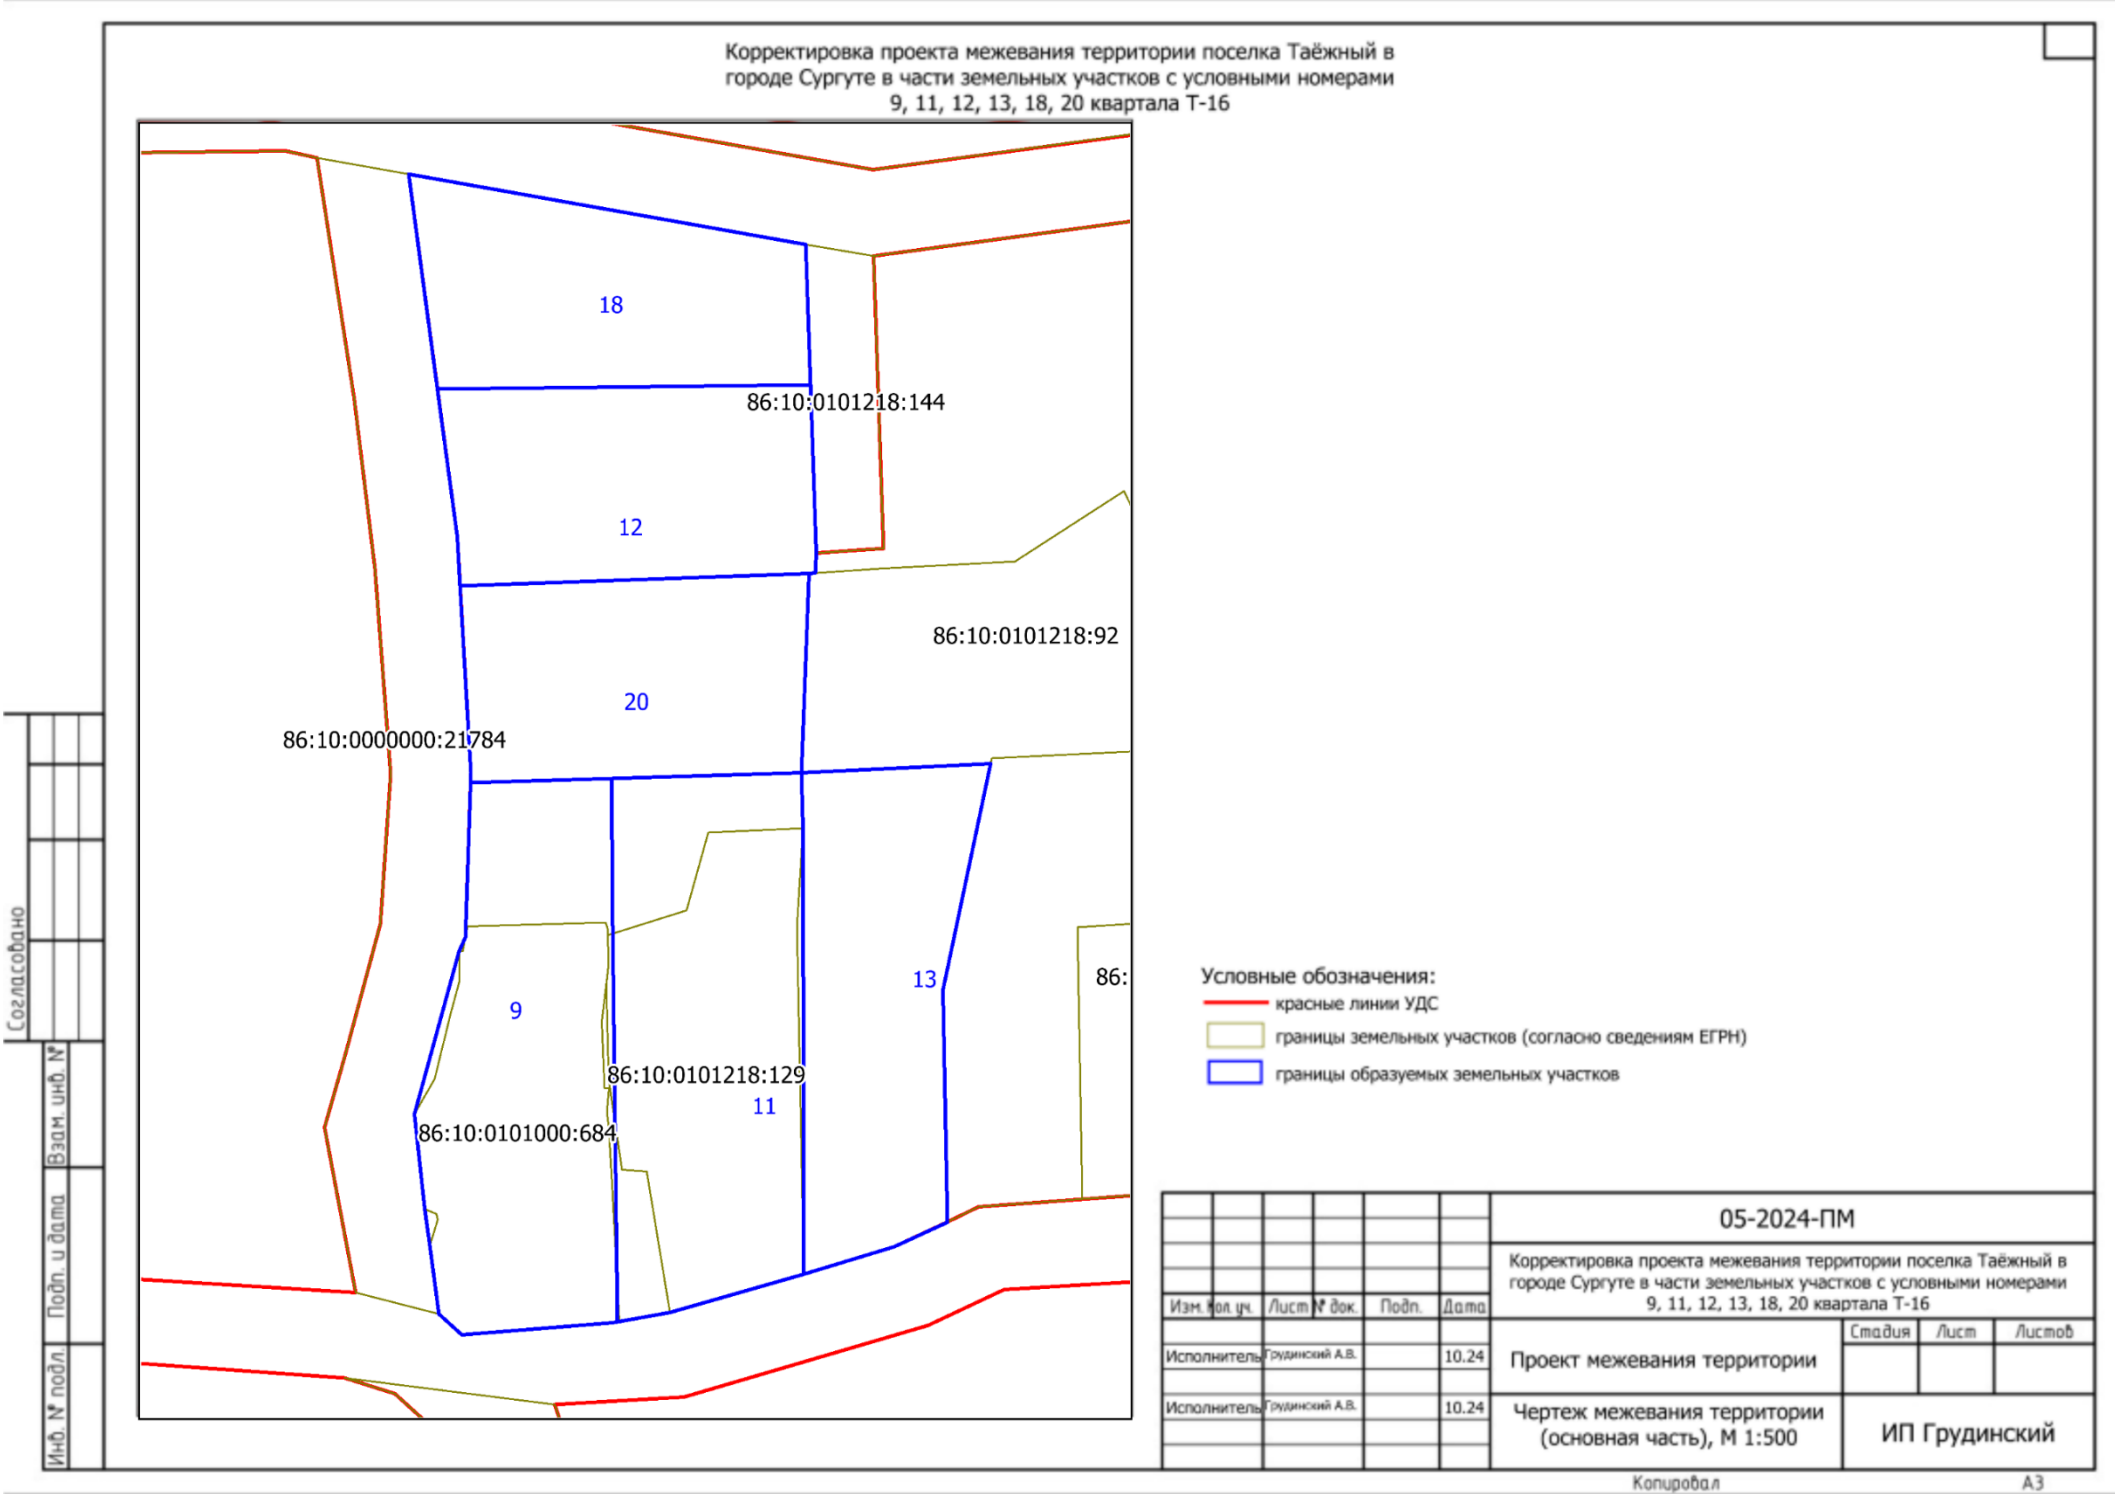 Корректировка проекта межевания территории поселка Таёжный в
городе Сургуте в части земельных участков с условными номерами
9, 11, 12, 13, 18, 20 квартала Т-16
18
86:10:0101218:144
12
86:10:0101218:92
20
86:10:0000000:21784
13
86:
9
86:10:0101218:129
11
86:10:0101000:684
Условные обозначения:
красные линии УДС
границы земельных участков (согласно сведениям ЕГРН)
границы образуемых земельных участков
Согласовано
Взам. инв. №
Подп. и дата
Инв. № подл.
05-2024-ПМ
Корректировка проекта межевания территории поселка Таёжный в
городе Сургуте в части земельных участков с условными номерами
9, 11, 12, 13, 18, 20 квартала Т-16
Изм. Кол. уч. Лист № док. Подп. Дата
Стадия Лист Листов
Исполнитель Грудинский А.В. 10.24
Проект межевания территории
Исполнитель Грудинский А.В. 10.24
Чертеж межевания территории
(основная часть), М 1:500
ИП Грудинский
Копировал А3